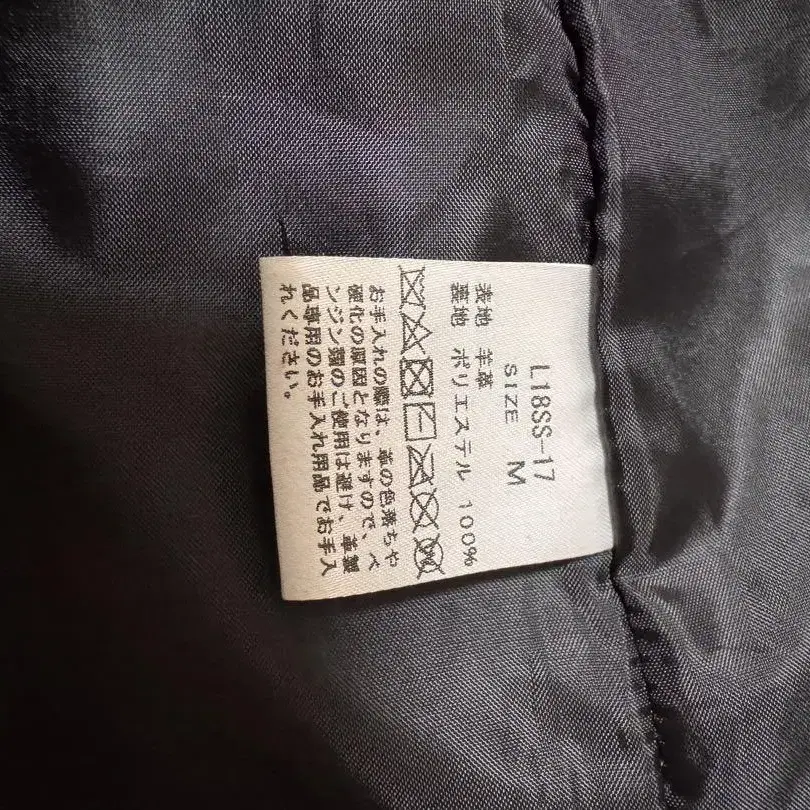 L18SS-17
SIZE M
表地 羊革
裏地 ポリエステル 100%
お手入れの際は、革の色落ちや
硬化の原因となりますので、ベ
ンジン類のご使用は避け、革製
品専用のお手入れ用品でお手入
れください。